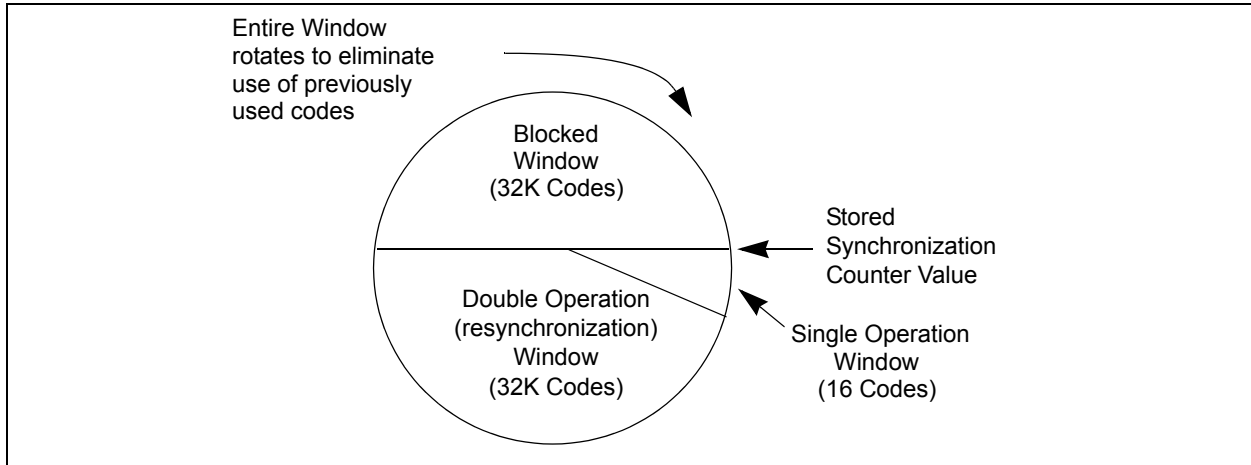 Entire Window
rotates to eliminate
use of previously
used codes
Blocked
Window
(32K Codes)
Stored
Synchronization
Counter Value
Double Operation
(resynchronization)
Window
(32K Codes)
Single Operation
Window
(16 Codes)